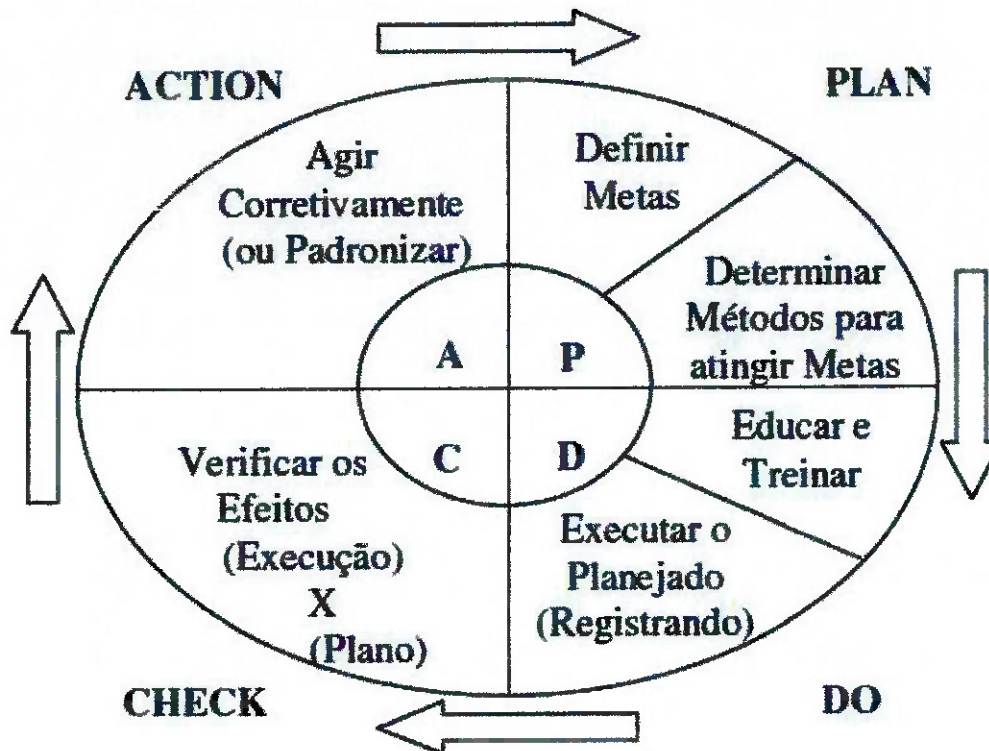 ACTION
PLAN
Agir
Corretivamente
(ou Padronizar)
Definir
Metas
Determinar
Métodos para
atingir Metas
A
P
C
D
Educar e
Treinar
Verificar os
Efeitos
(Execução)
X
(Plano)
Executar o
Planejado
(Registrando)
CHECK
DO